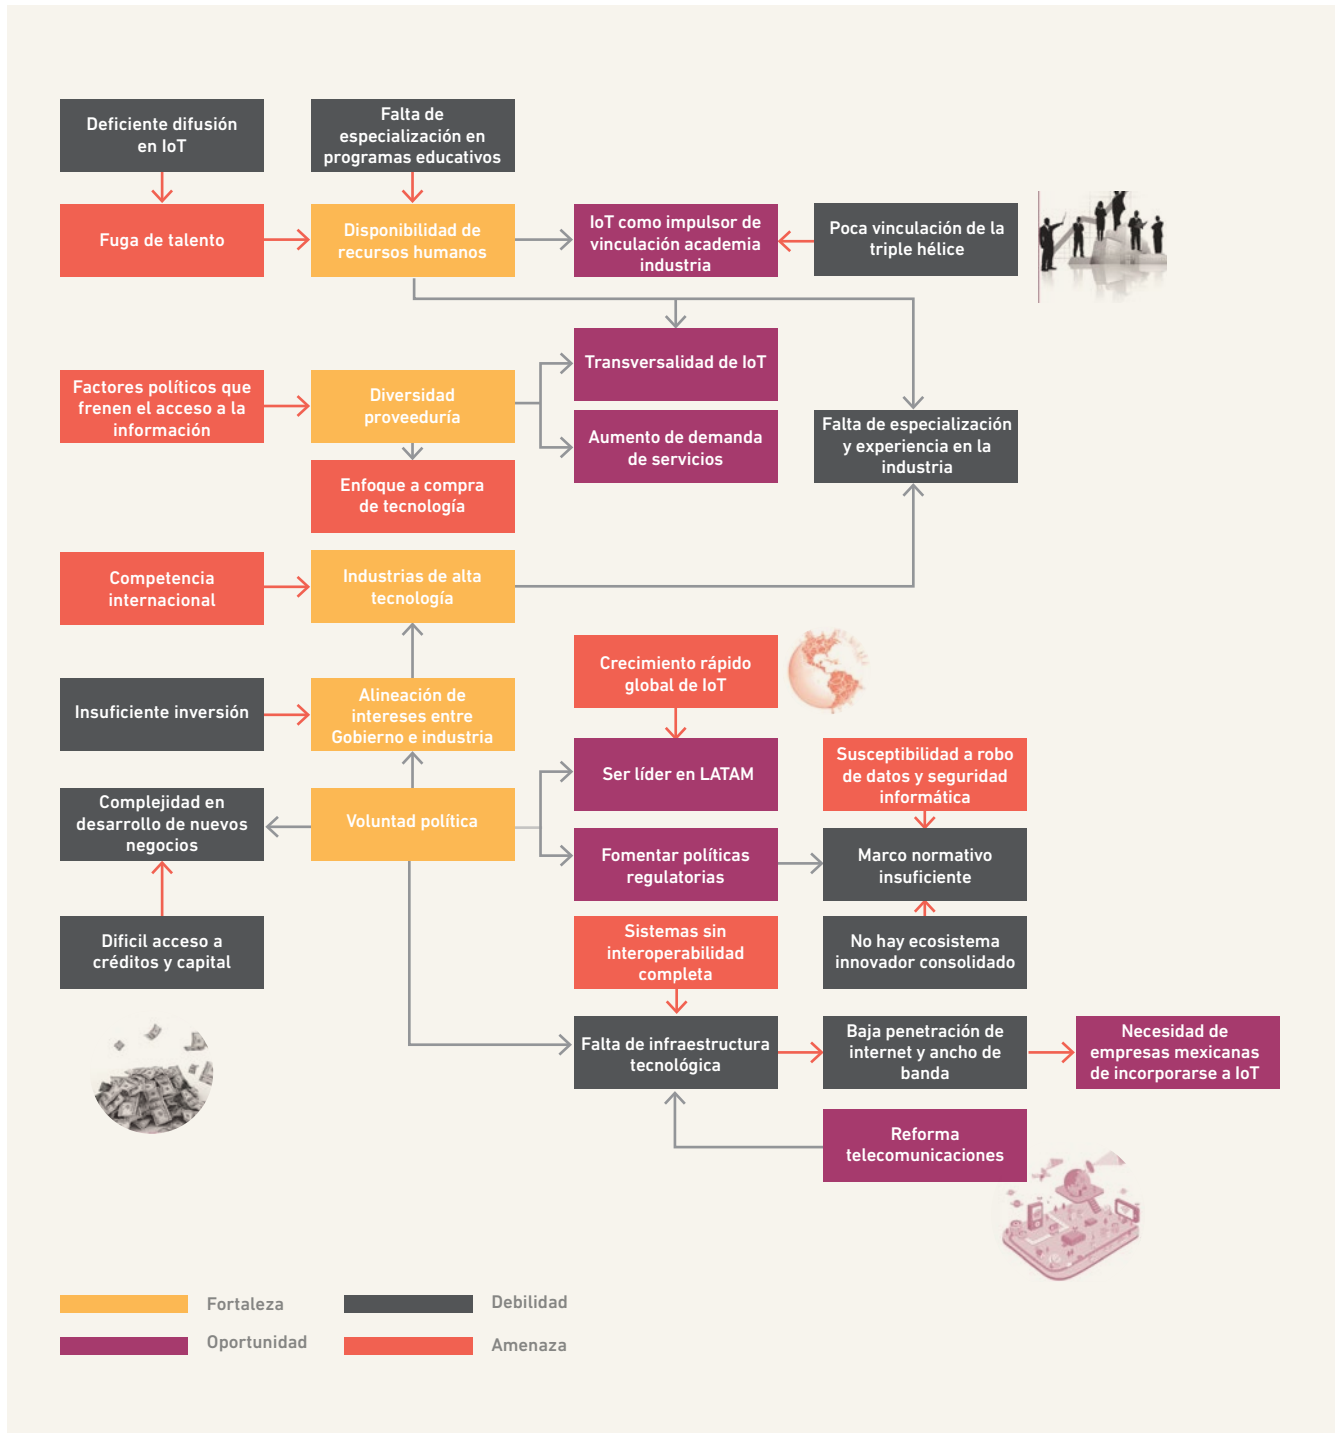 Deficiente difusión
en IoT
Falta de
especialización en
programas educativos
Fuga de talento
Disponibilidad de
recursos humanos
IoT como impulsor de
vinculación academia
industria
Poca vinculación de la
triple hélice
Factores políticos que
frenen el acceso a la
información
Diversidad
proveeduría
Transversalidad de IoT
Aumento de demanda
de servicios
Falta de especialización
y experiencia en la
industria
Enfoque a compra
de tecnología
Competencia
internacional
Industrias de alta
tecnología
Crecimiento rápido
global de IoT
Insuficiente inversión
Alineación de
intereses entre
Gobierno e industria
Ser líder en LATAM
Susceptibilidad a robo
de datos y seguridad
informática
Complejidad en
desarrollo de nuevos
negocios
Voluntad política
Fomentar políticas
regulatorias
Marco normativo
insuficiente
Dificil acceso a
créditos y capital
Sistemas sin
interoperabilidad
completa
No hay ecosistema
innovador consolidado
Falta de infraestructura
tecnológica
Baja penetración de
internet y ancho de
banda
Necesidad de
empresas mexicanas
de incorporarse a IoT
Reforma
telecomunicaciones
Fortaleza
Debilidad
Oportunidad
Amenaza